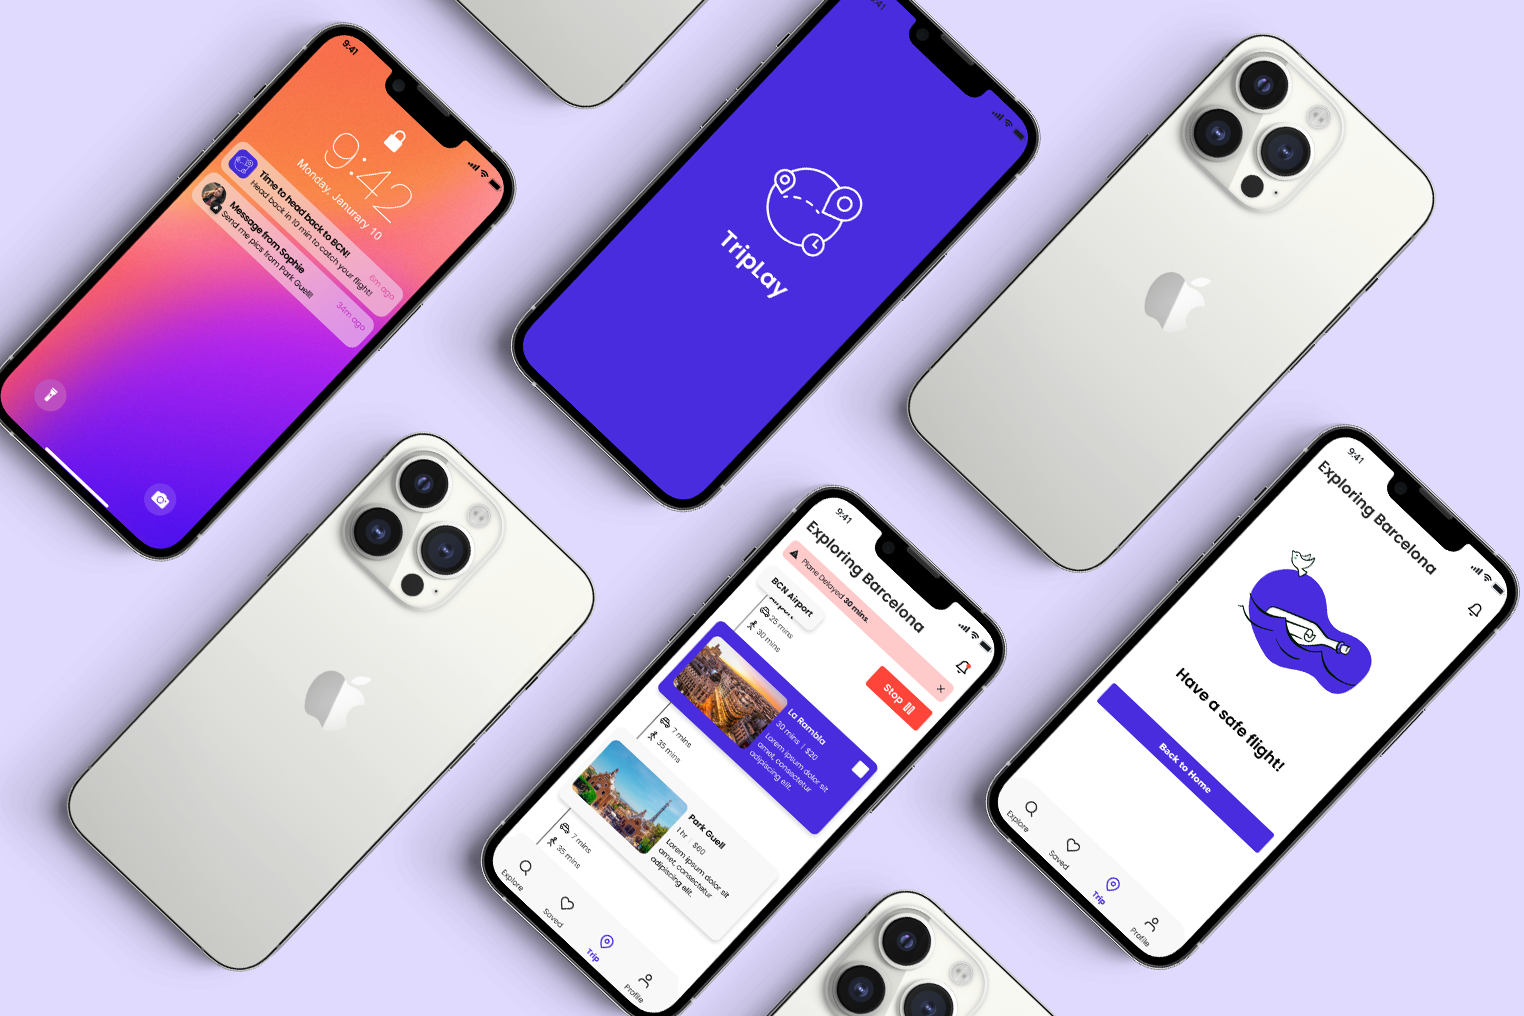 9:41
9:42
Monday, Janurary 10
Time to head back to BCN!
Head back in 10 min to catch your flight!
6m ago
Message from Sophie
Send me pics from Park Guell!
34m ago
9:41
TripLay
9:41
Exploring Barcelona
Plane Delayed 30 mins.
BCN Airport
25 mins
30 mins
Stop
La Rambla
30 mins | $20
Lorem ipsum dolor sit
amet, consectetur
adipiscing elit.
7 mins
35 mins
Park Guell
1 hr | $60
Lorem ipsum dolor sit
amet, consectetur
adipiscing elit.
7 mins
35 mins
Explore
Saved
Trip
Profile
9:41
Exploring Barcelona
Have a safe flight!
Back to Home
Explore
Saved
Trip
Profile